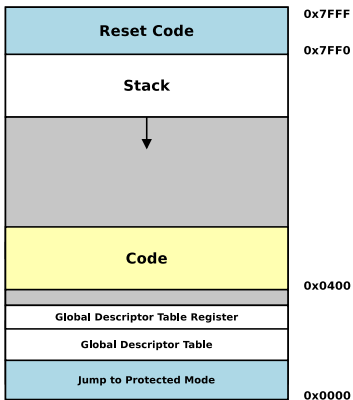 0x7FFF
Reset Code
0x7FF0
Stack
Code
0x0400
Global Descriptor Table Register
Global Descriptor Table
Jump to Protected Mode
0x0000